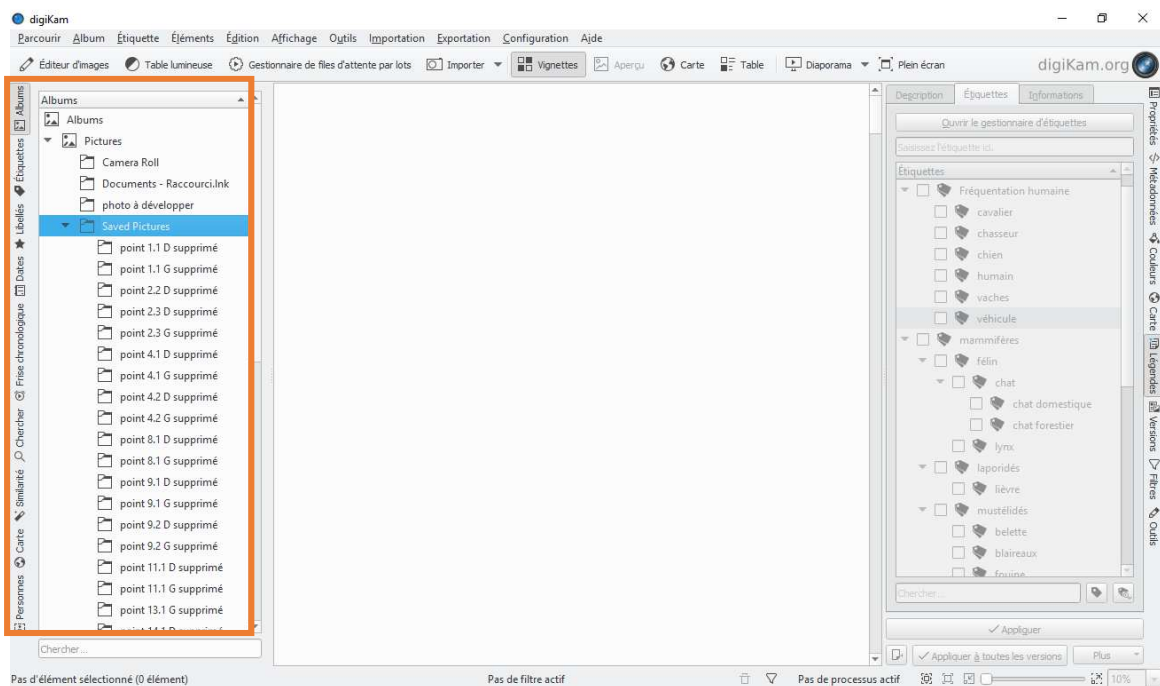 digiKam
Parcourir Album Étiquette Éléments Édition Affichage Outils Importation Exportation Configuration Aide
Éditeur d'images Table lumineuse Gestionnaire de files d'attente par lots Importer Vignettes Aperçu Carte Table Diaporama Plein écran digiKam.org
Albums
Étiquettes
Libellés
Dates
Frise chronologique
Chercher
Similarité
Carte
Personnes
Albums
Albums
Pictures
Camera Roll
Documents - Raccourci.lnk
photo à développer
Saved Pictures
point 1.1 D supprimé
point 1.1 G supprimé
point 2.2 D supprimé
point 2.3 D supprimé
point 2.3 G supprimé
point 4.1 D supprimé
point 4.1 G supprimé
point 4.2 D supprimé
point 4.2 G supprimé
point 8.1 D supprimé
point 8.1 G supprimé
point 9.1 D supprimé
point 9.1 G supprimé
point 9.2 D supprimé
point 9.2 G supprimé
point 11.1 D supprimé
point 11.1 G supprimé
point 13.1 G supprimé
point 14.1 D supprimé
Chercher...
Description Étiquettes Informations
Ouvrir le gestionnaire d'étiquettes
Saisissez l'étiquette ici.
Étiquettes
Fréquentation humaine
cavalier
chasseur
chien
humain
vaches
véhicule
mammifères
félin
chat
chat domestique
chat forestier
lynx
laporidés
lièvre
mustélidés
belette
blaireaux
fouine
Chercher...
Appliquer
Appliquer à toutes les versions Plus
Propriétés
Métadonnées
Couleurs
Carte
Légendes
Versions
Filtres
Outils
Pas d'élément sélectionné (0 élément) Pas de filtre actif Pas de processus actif 10%